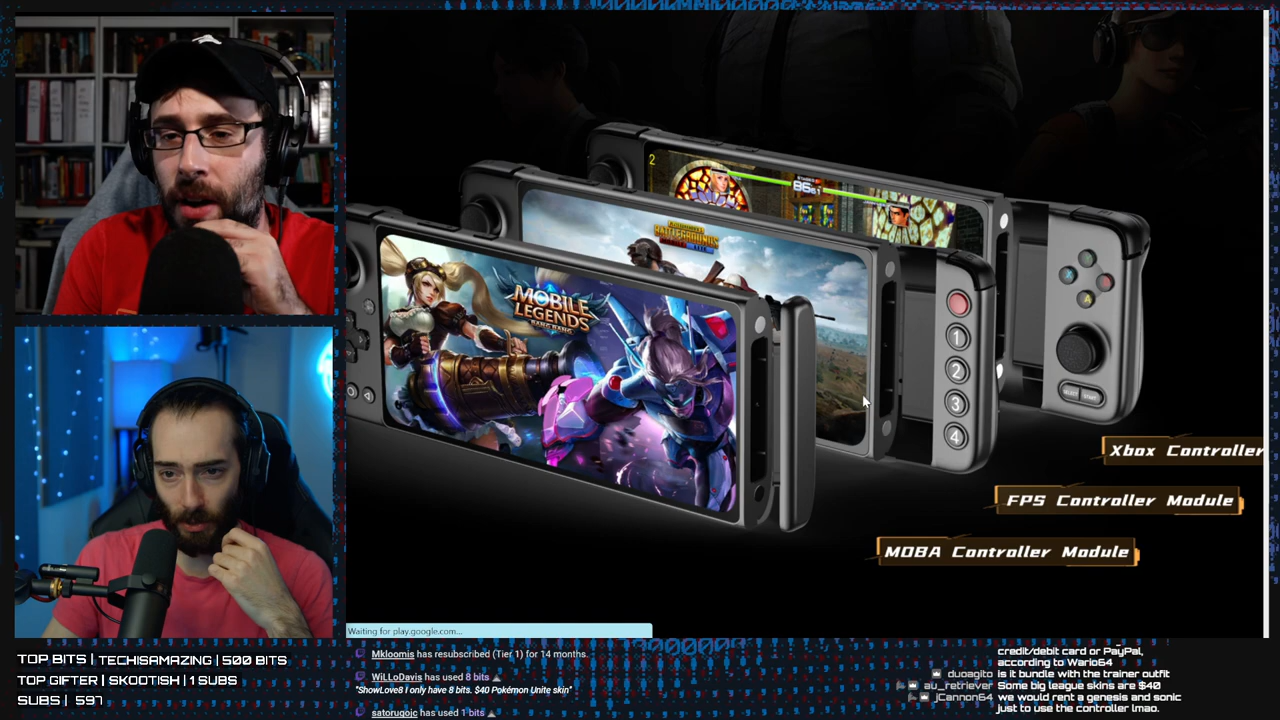 2
86
BATTLEGROUNDS
MOBILE
LEGENDS
BANG BANG
X
A
1
2
3
4
SELECT
START
Xbox Controller
FPS Controller Module
MOBA Controller Module
Waiting for play.google.com...
TOP BITS | TECHISAMAZING | 500 BITS
TOP GIFTER | SKOOTISH | 1 SUBS
SUBS | 597
Mkloomis has resubscribed (Tier 1) for 14 months.
WiLLoDavis has used 8 bits
"ShowLove8 i only have 8 bits. $40 Pokémon Unite skin"
satorugojc has used 1 bits
credit/debit card or PayPal,
according to Wario64
duoagito is it bundle with the trainer outfit
au_retriever Some big league skins are $40
jCannon64 we would rent a genesis and sonic
just to use the controller lmao.